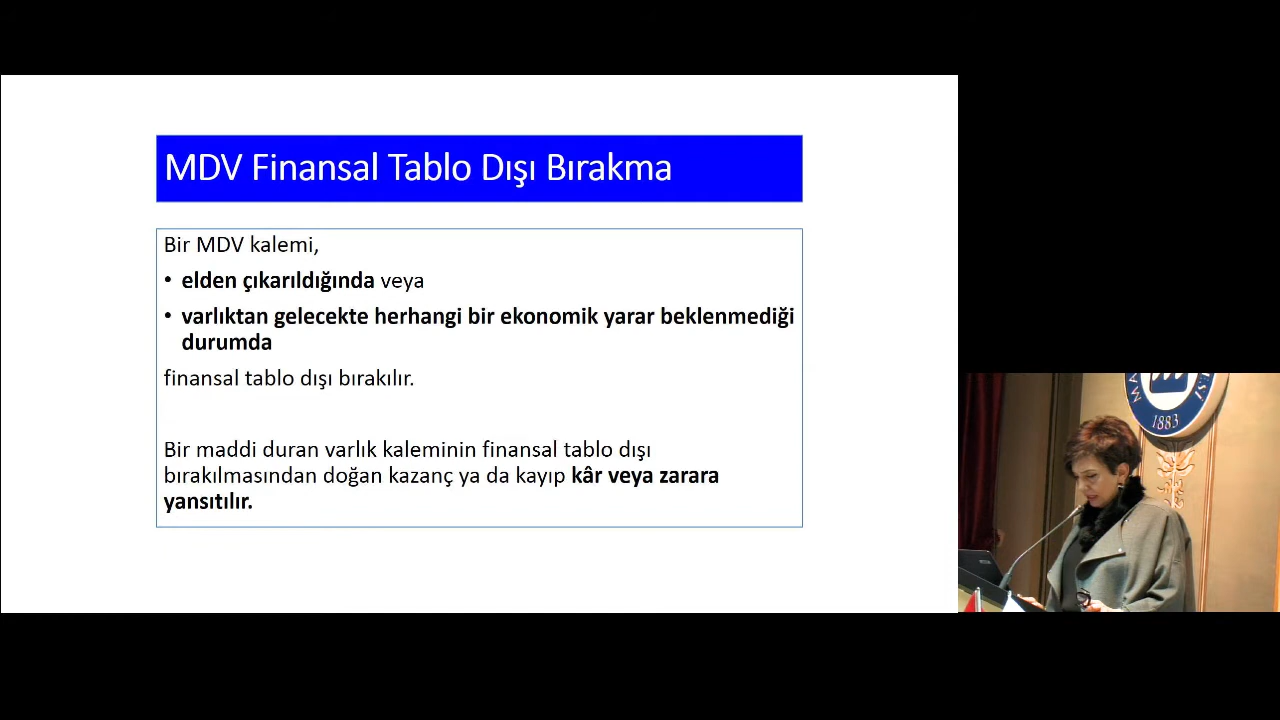 MDV Finansal Tablo Dışı Bırakma
Bir MDV kalemi,
• elden çıkarıldığında veya
• varlıktan gelecekte herhangi bir ekonomik yarar beklenmediği
durumda
finansal tablo dışı bırakılır.
Bir maddi duran varlık kaleminin finansal tablo dışı
bırakılmasından doğan kazanç ya da kayıp kâr veya zarara
yansıtılır.
1883